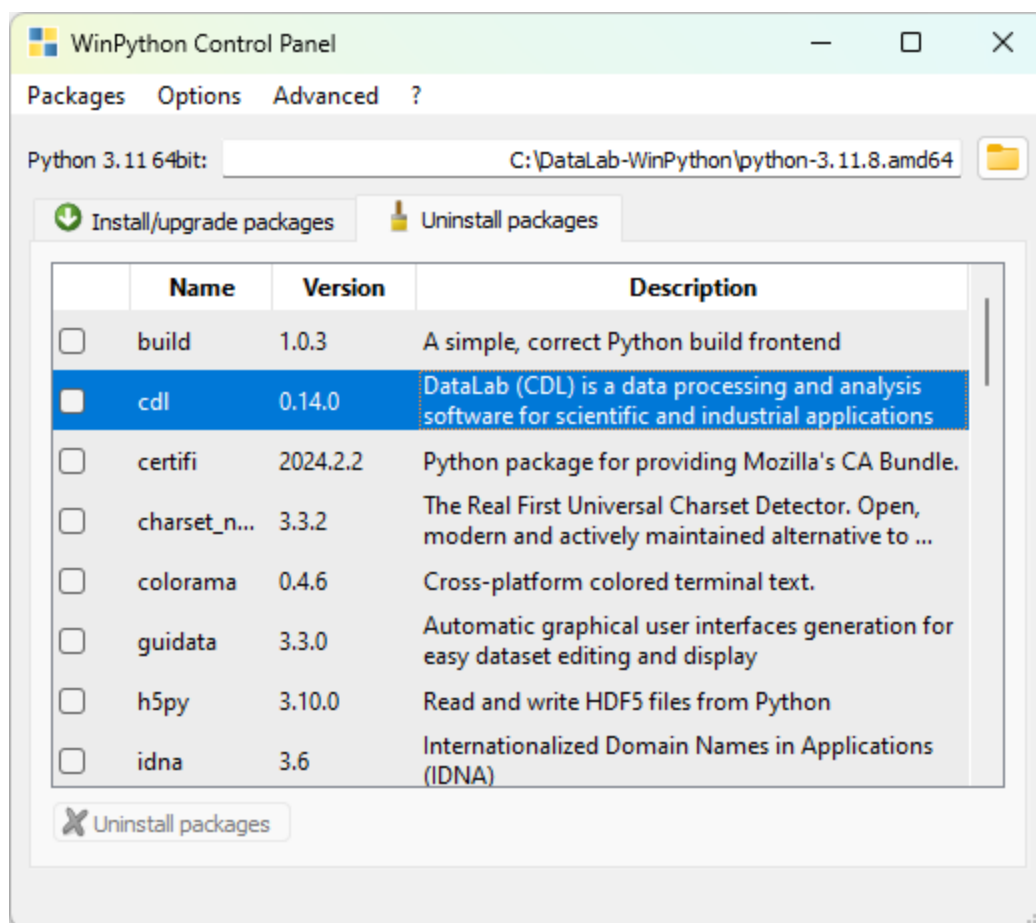 WinPython Control Panel
Packages Options Advanced ?
Python 3.11 64bit: C:\DataLab-WinPython\python-3.11.8.amd64
Install/upgrade packages Uninstall packages
Name Version Description
build 1.0.3 A simple, correct Python build frontend
cdl 0.14.0 DataLab (CDL) is a data processing and analysis
software for scientific and industrial applications
certifi 2024.2.2 Python package for providing Mozilla's CA Bundle.
charset_n... 3.3.2 The Real First Universal Charset Detector. Open,
modern and actively maintained alternative to ...
colorama 0.4.6 Cross-platform colored terminal text.
guidata 3.3.0 Automatic graphical user interfaces generation for
easy dataset editing and display
h5py 3.10.0 Read and write HDF5 files from Python
idna 3.6 Internationalized Domain Names in Applications
(IDNA)
Uninstall packages